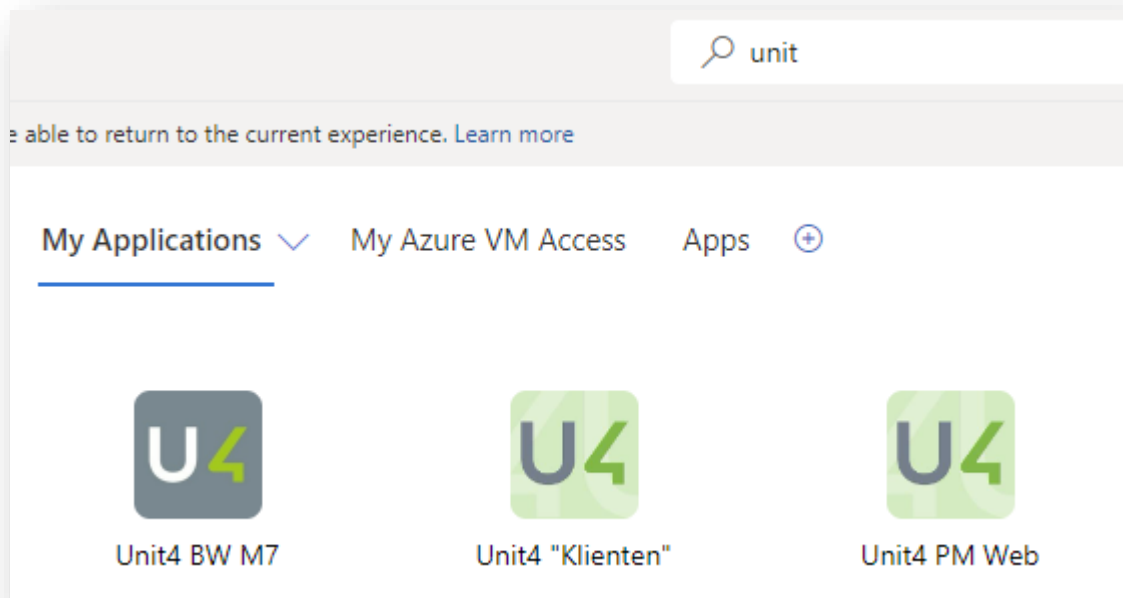 unit
able to return to the current experience. Learn more
My Applications My Azure VM Access Apps
U4 U4 U4
Unit4 BW M7 Unit4 "Klienten" Unit4 PM Web